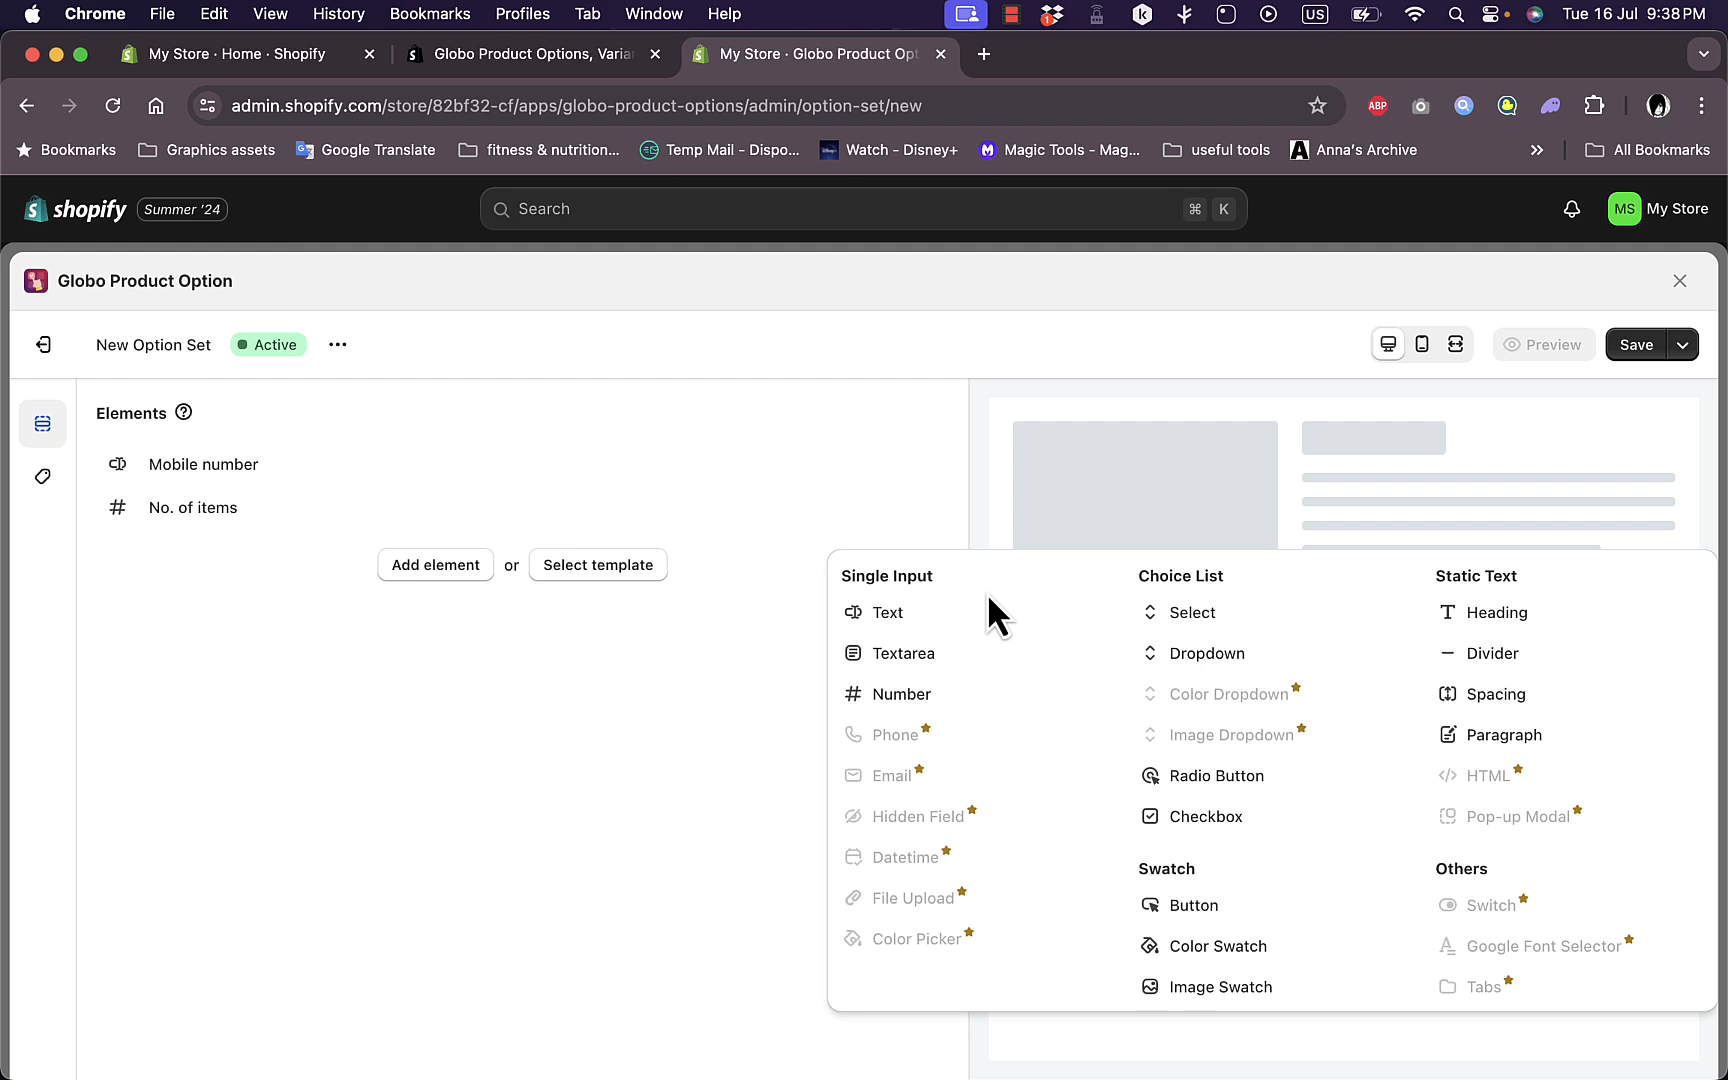 Chrome File Edit View History Bookmarks Profiles Tab Window Help US Tue 16 Jul 9:38 PM
My Store · Home · Shopify
Globo Product Options, Varia
My Store · Globo Product Opt
admin.shopify.com/store/82bf32-cf/apps/globo-product-options/admin/option-set/new
ABP
Bookmarks Graphics assets Google Translate fitness & nutrition... Temp Mail - Dispo... Watch - Disney+ Magic Tools - Mag... useful tools Anna's Archive All Bookmarks
shopify Summer '24 Search ⌘ K MS My Store
Globo Product Option
New Option Set Active Preview Save
Elements
Mobile number
No. of items
Add element or Select template
Single Input
Text
Textarea
Number
Phone
Email
Hidden Field
Datetime
File Upload
Color Picker
Choice List
Select
Dropdown
Color Dropdown
Image Dropdown
Radio Button
Checkbox
Swatch
Button
Color Swatch
Image Swatch
Static Text
Heading
Divider
Spacing
Paragraph
HTML
Pop-up Modal
Others
Switch
Google Font Selector
Tabs